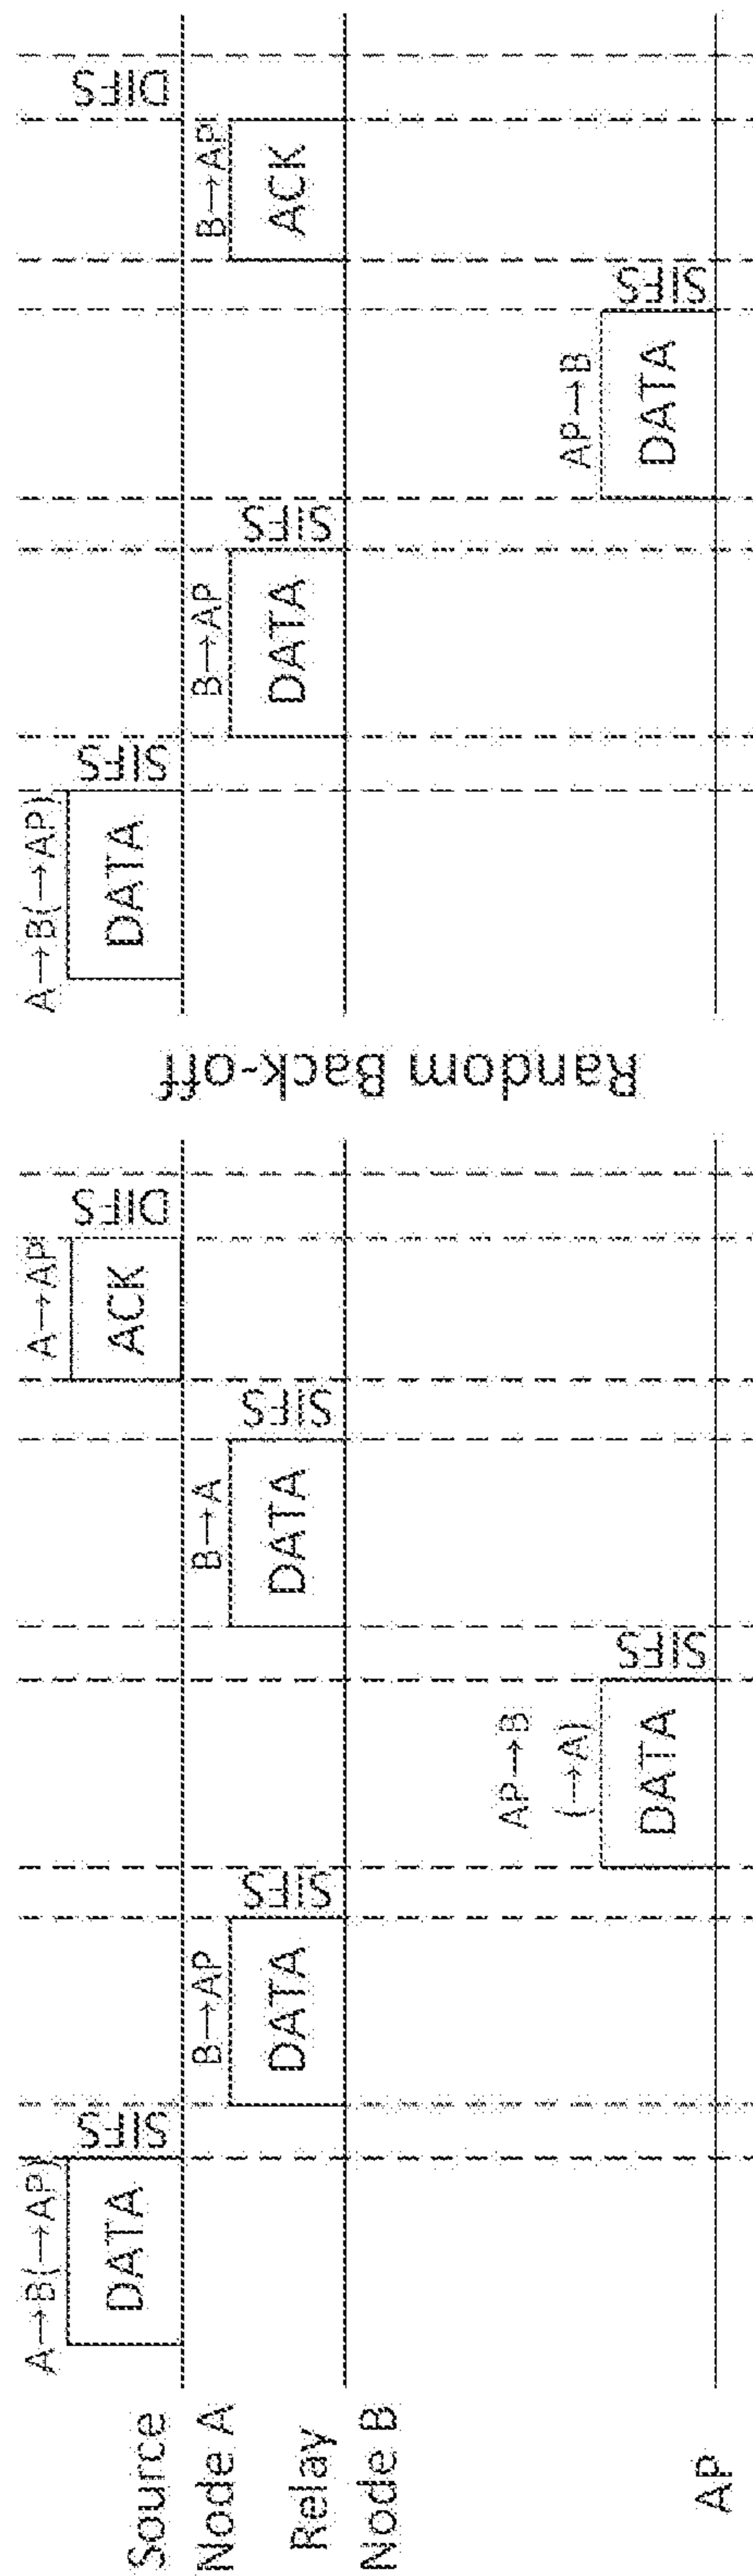 Source
Node A
A→B(→AP)
DATA
SIFS
A→AP
ACK
DIFS
A→B(→AP)
DATA
SIFS
DIFS
Relay
Node B
B→AP
DATA
SIFS
B→A
DATA
SIFS
Random Back-off
B→AP
DATA
SIFS
B→AP
ACK
AP
AP→B
(→A)
DATA
SIFS
AP→B
DATA
SIFS